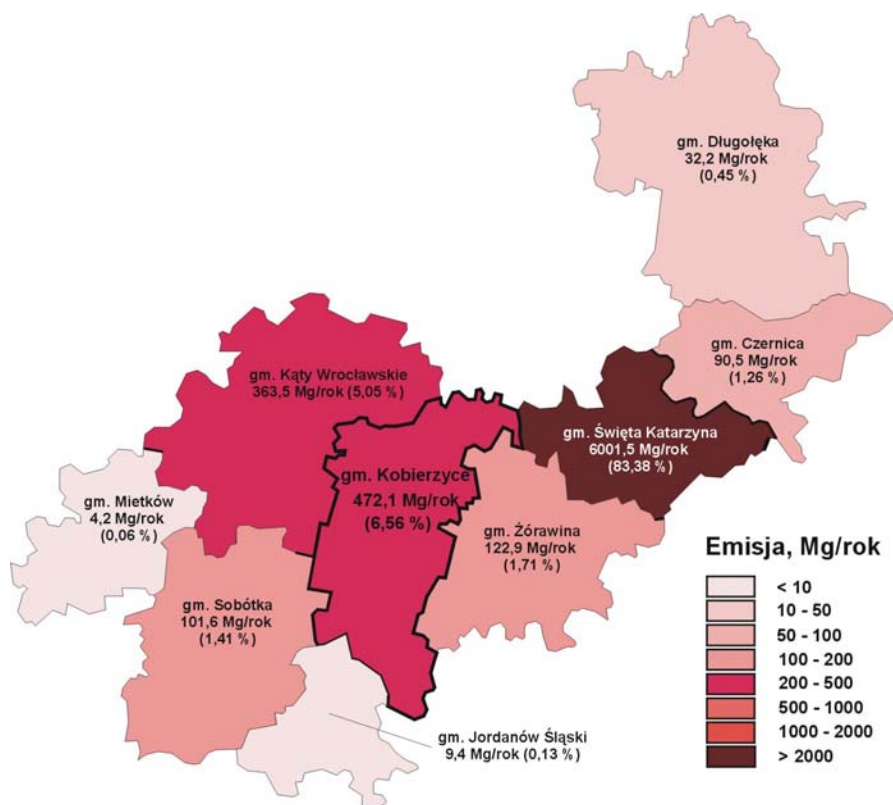 gm. Długołęka
32,2 Mg/rok
(0,45 %)
gm. Czernica
90,5 Mg/rok
(1,26 %)
gm. Kąty Wrocławskie
363,5 Mg/rok (5,05 %)
gm. Święta Katarzyna
6001,5 Mg/rok
(83,38 %)
gm. Kobierzyce
472,1 Mg/rok
(6,56 %)
gm. Mietków
4,2 Mg/rok
(0,06 %)
gm. Żórawina
122,9 Mg/rok
(1,71 %)
gm. Sobótka
101,6 Mg/rok
(1,41 %)
gm. Jordanów Śląski
9,4 Mg/rok (0,13 %)
Emisja, Mg/rok
< 10
10 - 50
50 - 100
100 - 200
200 - 500
500 - 1000
1000 - 2000
> 2000